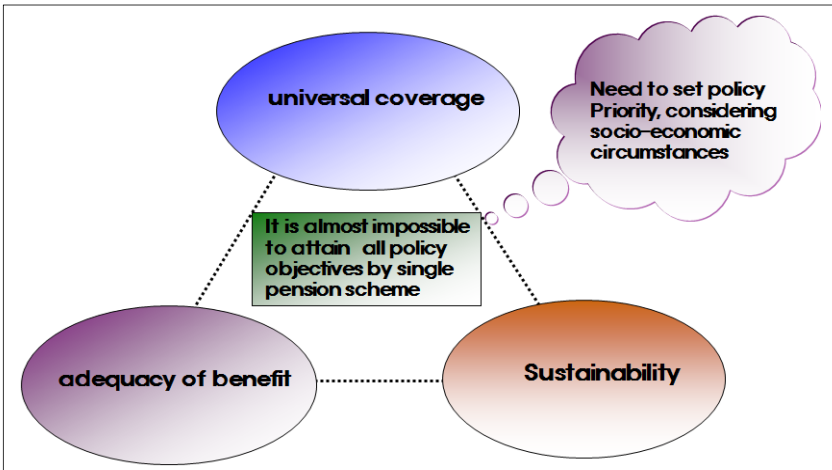 universal coverage
Need to set policy
Priority, considering
socio-economic
circumstances
It is almost impossible
to attain all policy
objectives by single
pension scheme
adequacy of benefit
Sustainability